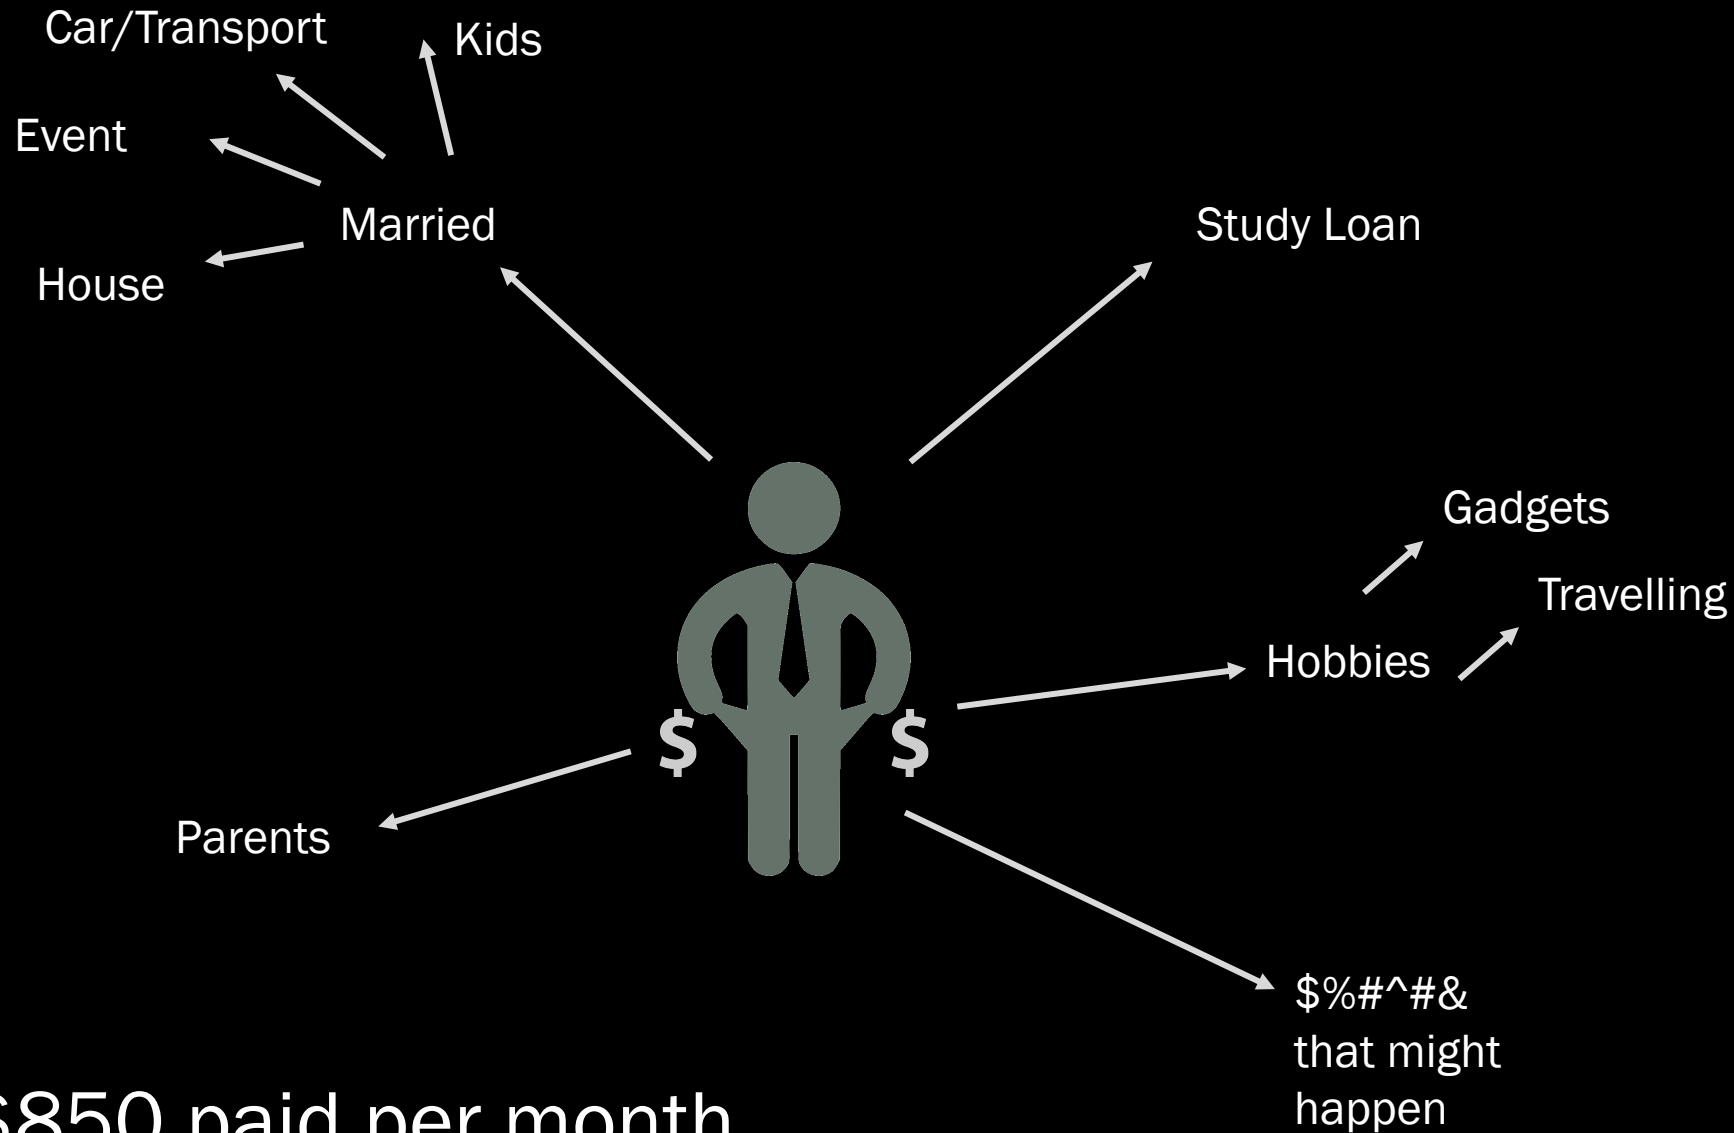 Car/Transport
Kids
Event
Married
House
Study Loan
Gadgets
Travelling
Hobbies
$
$
Parents
$%#^#&
that might
happen
$850 paid per month